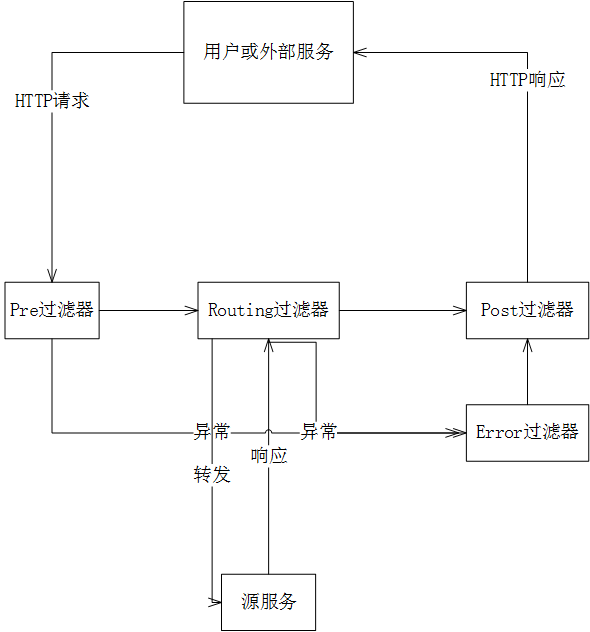 用户或外部服务
HTTP请求
HTTP响应
Pre过滤器
Routing过滤器
Post过滤器
异常
异常
Error过滤器
响应
转发
源服务